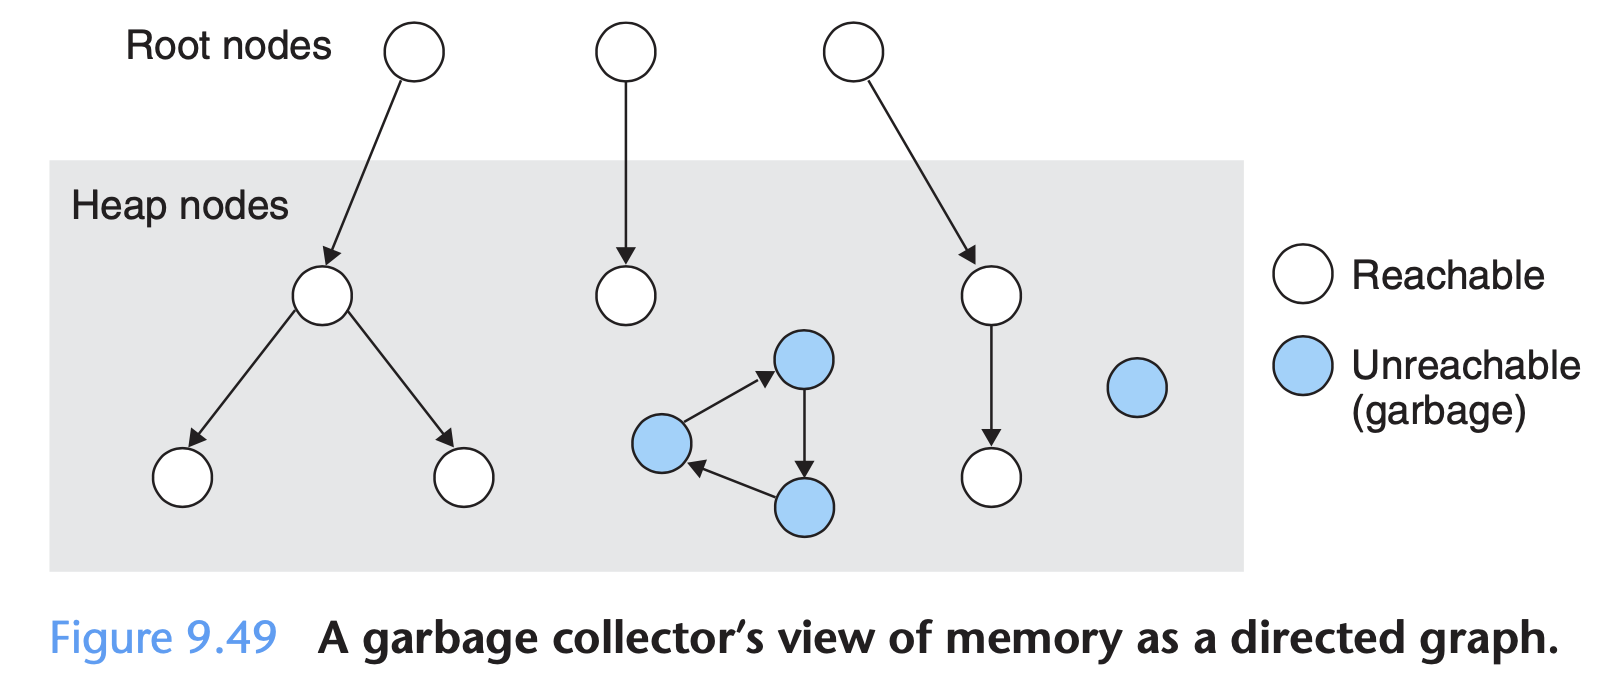 Root nodes
Heap nodes
Reachable
Unreachable
(garbage)
Figure 9.49 A garbage collector's view of memory as a directed graph.